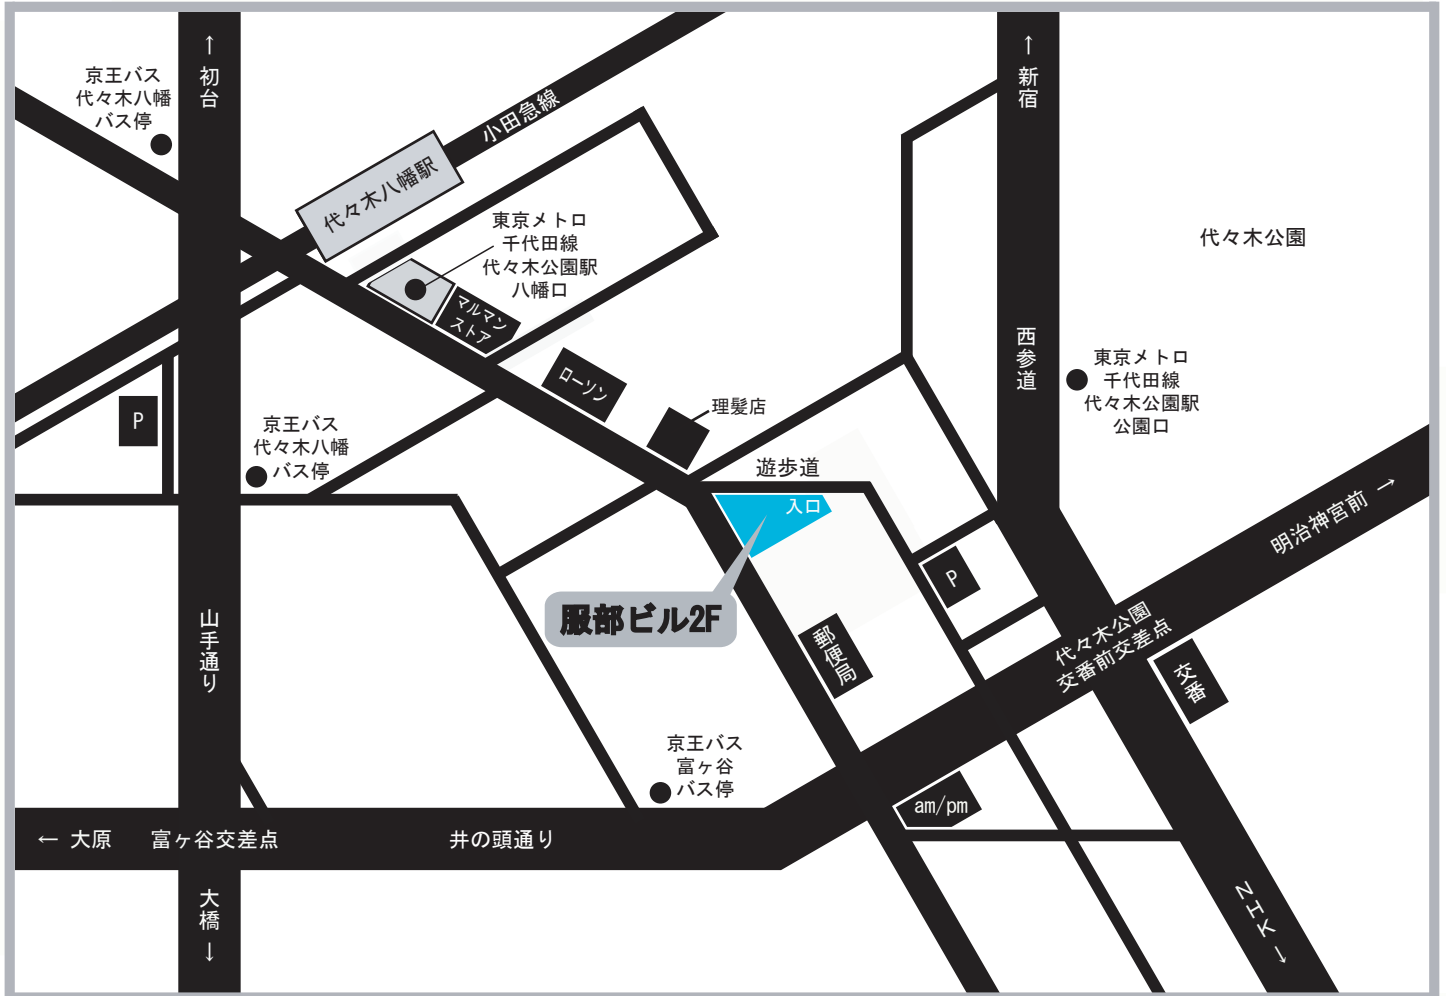 ↑初台
京王バス
代々木八幡
バス停
小田急線
代々木八幡駅
東京メトロ
千代田線
代々木公園駅
八幡口
マルマン
ストア
↑新宿
代々木公園
西参道
東京メトロ
千代田線
代々木公園駅
公園口
ローソン
理髪店
P
京王バス
代々木八幡
バス停
遊歩道
入口
服部ビル2F
P
明治神宮前 →
代々木公園
交番前交差点
交番
郵便局
山手通り
京王バス
富ヶ谷
バス停
am/pm
← 大原
富ヶ谷交差点
井の頭通り
大橋↓
NHK↓